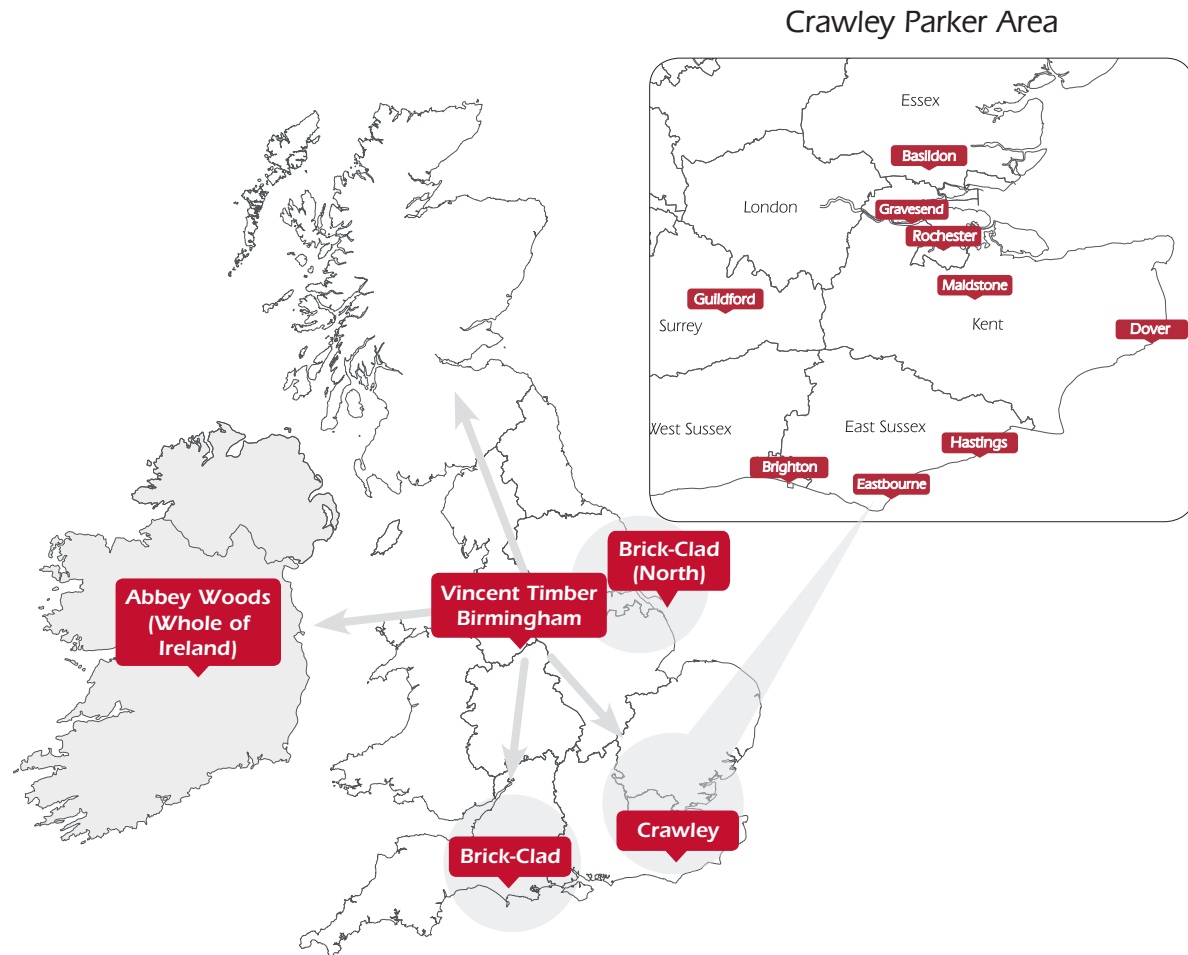 Crawley Parker Area
Essex
Basildon
London
Gravesend
Rochester
Guildford
Maidstone
Surrey
Kent
Dover
West Sussex
East Sussex
Hastings
Brighton
Eastbourne
Brick-Clad
(North)
Vincent Timber
Birmingham
Abbey Woods
(Whole of
Ireland)
Crawley
Brick-Clad